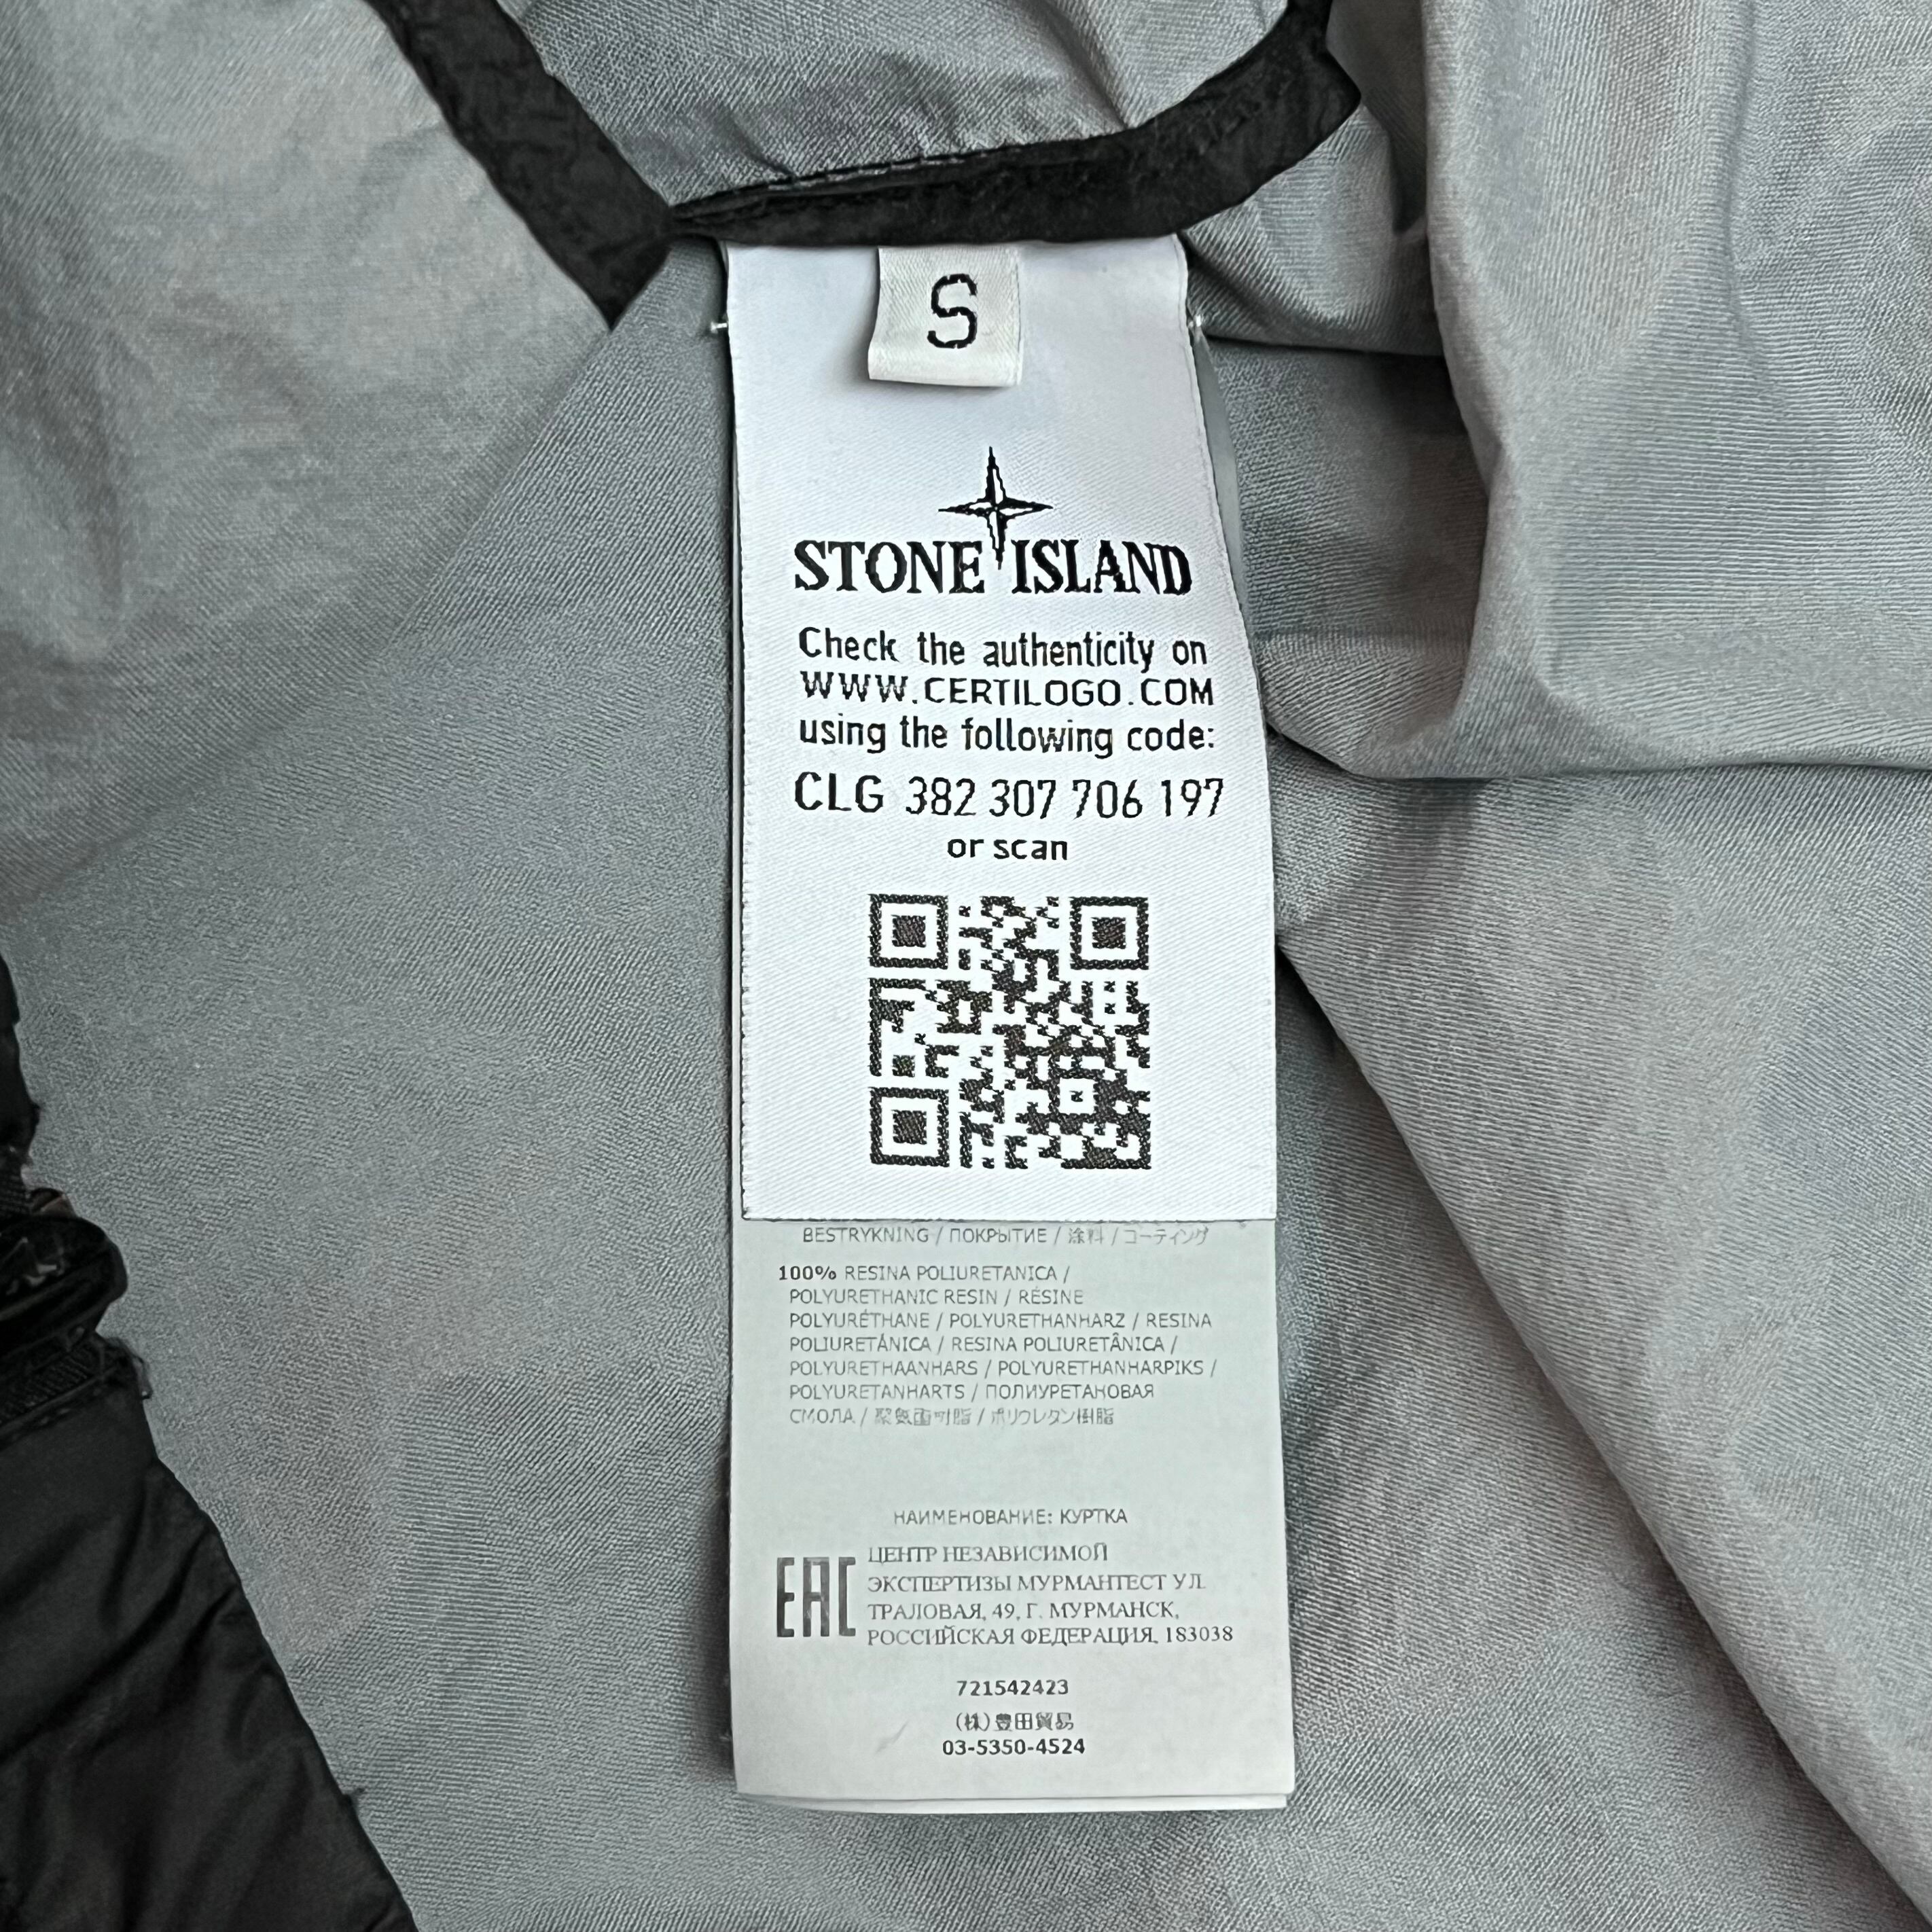 S
STONE ISLAND
Check the authenticity on
WWW.CERTILOGO.COM
using the following code:
CLG 382 307 706 197
or scan
BESTRYKNING / ПОКРЫТИЕ / 涂料 / コーティング
100% RESINA POLIURETANICA /
POLYURETHANIC RESIN / RÉSINE
POLYURÉTHANE / POLYURETHANHARZ / RESINA
POLIURETÁNICA / RESINA POLIURETÂNICA /
POLYURETHAANHARS / POLYURETHANHARPIKS /
POLYURETANHARTS / ПОЛИУРЕТАНОВАЯ
СМОЛА / 聚氨酯树脂 / ポリウレタン樹脂
НАИМЕНОВАНИЕ: КУРТКА
EAC
ЦЕНТР НЕЗАВИСИМОЙ
ЭКСПЕРТИЗЫ МУРМАНТЕСТ УЛ.
ТРАЛОВАЯ, 49, Г. МУРМАНСК,
РОССИЙСКАЯ ФЕДЕРАЦИЯ, 183038
721542423
(株)豊田貿易
03-5350-4524